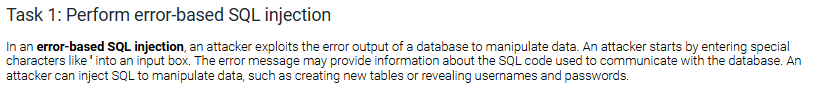 Task 1: Perform error-based SQL injection
In an error-based SQL injection, an attacker exploits the error output of a database to manipulate data. An attacker starts by entering special
characters like ' into an input box. The error message may provide information about the SQL code used to communicate with the database. An
attacker can inject SQL to manipulate data, such as creating new tables or revealing usernames and passwords.